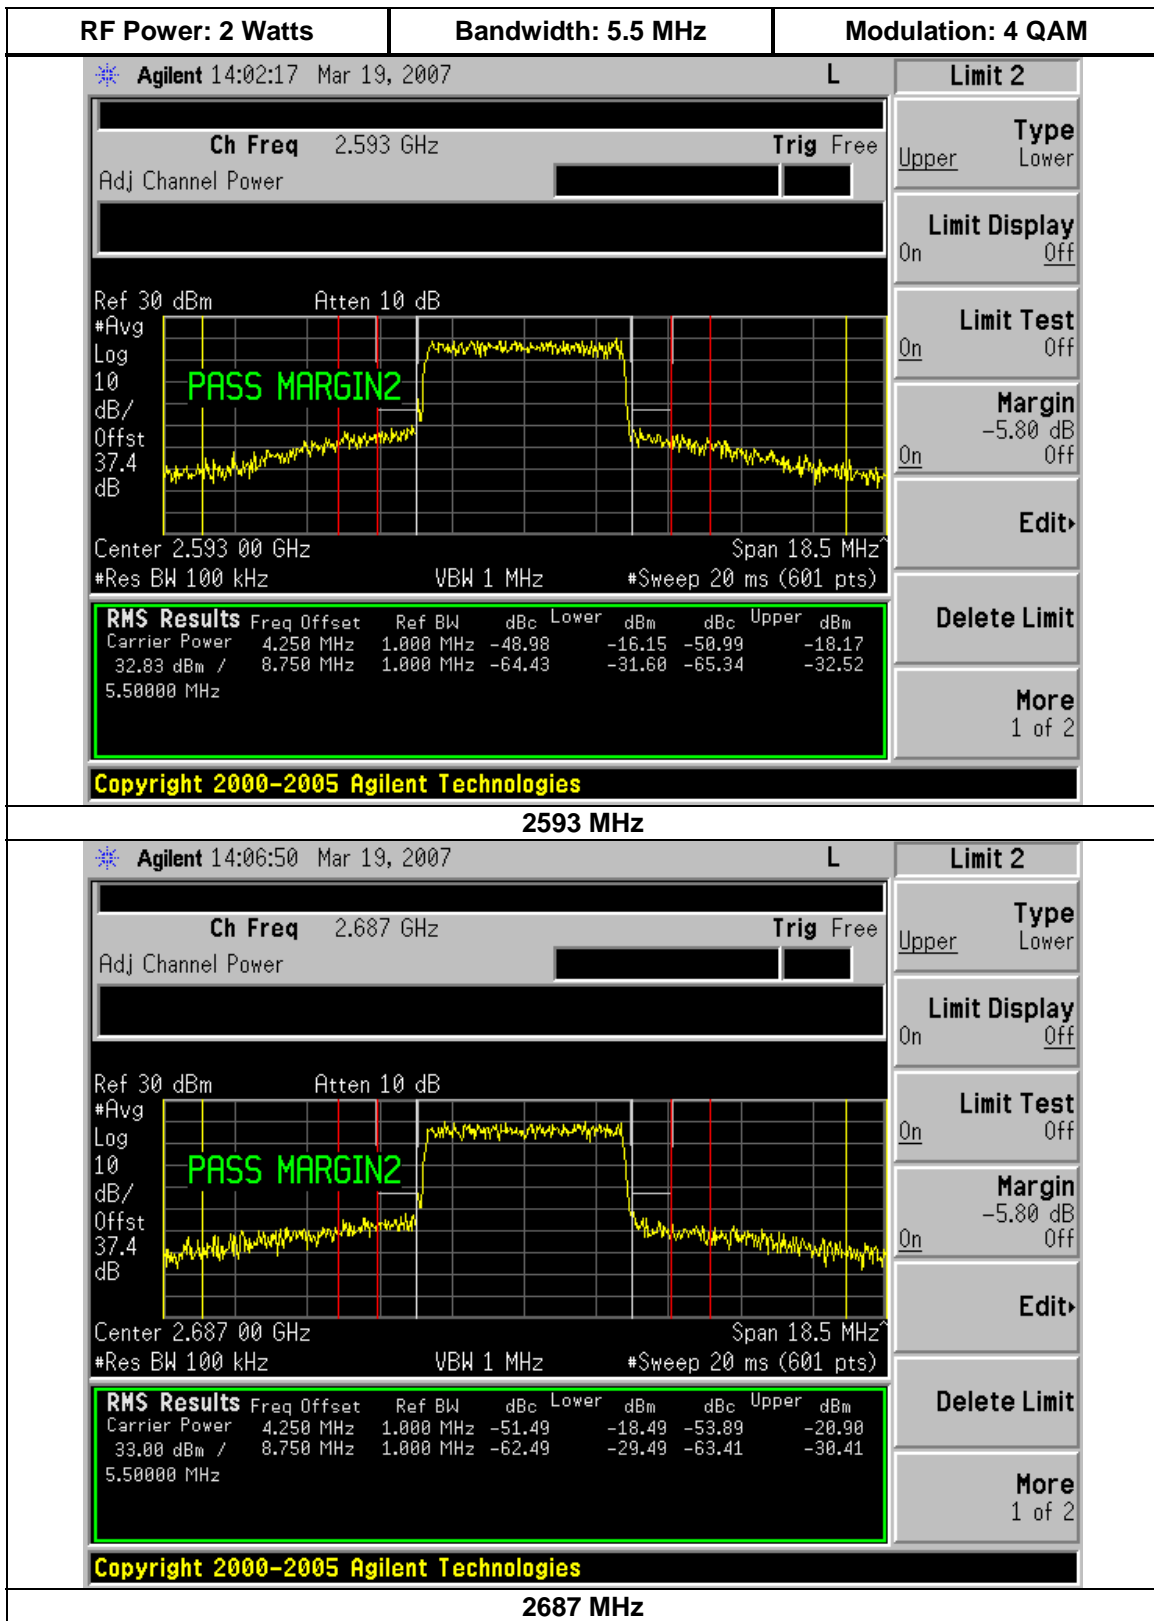 RF Power: 2 Watts Bandwidth: 5.5 MHz Modulation: 4 QAM
Agilent 14:02:17 Mar 19, 2007 L Limit 2
Ch Freq 2.593 GHz Trig Free
Adj Channel Power
Type
Upper Lower
Limit Display
On Off
Ref 30 dBm Atten 10 dB
#Avg
Log
10
dB/
Offst
37.4
dB
PASS MARGIN2
Limit Test
On Off
Margin
-5.80 dB
On Off
Edit
Center 2.593 00 GHz Span 18.5 MHz^
#Res BW 100 kHz VBW 1 MHz #Sweep 20 ms (601 pts)
RMS Results Freq Offset Ref BW dBc Lower dBm dBc Upper dBm
Carrier Power 4.250 MHz 1.000 MHz -48.98 -16.15 -50.99 -18.17
32.83 dBm / 8.750 MHz 1.000 MHz -64.43 -31.60 -65.34 -32.52
5.50000 MHz
Delete Limit
More
1 of 2
Copyright 2000-2005 Agilent Technologies
2593 MHz
Agilent 14:06:50 Mar 19, 2007 L Limit 2
Ch Freq 2.687 GHz Trig Free
Adj Channel Power
Type
Upper Lower
Limit Display
On Off
Ref 30 dBm Atten 10 dB
#Avg
Log
10
dB/
Offst
37.4
dB
PASS MARGIN2
Limit Test
On Off
Margin
-5.80 dB
On Off
Edit
Center 2.687 00 GHz Span 18.5 MHz^
#Res BW 100 kHz VBW 1 MHz #Sweep 20 ms (601 pts)
RMS Results Freq Offset Ref BW dBc Lower dBm dBc Upper dBm
Carrier Power 4.250 MHz 1.000 MHz -51.49 -18.49 -53.89 -20.90
33.00 dBm / 8.750 MHz 1.000 MHz -62.49 -29.49 -63.41 -30.41
5.50000 MHz
Delete Limit
More
1 of 2
Copyright 2000-2005 Agilent Technologies
2687 MHz